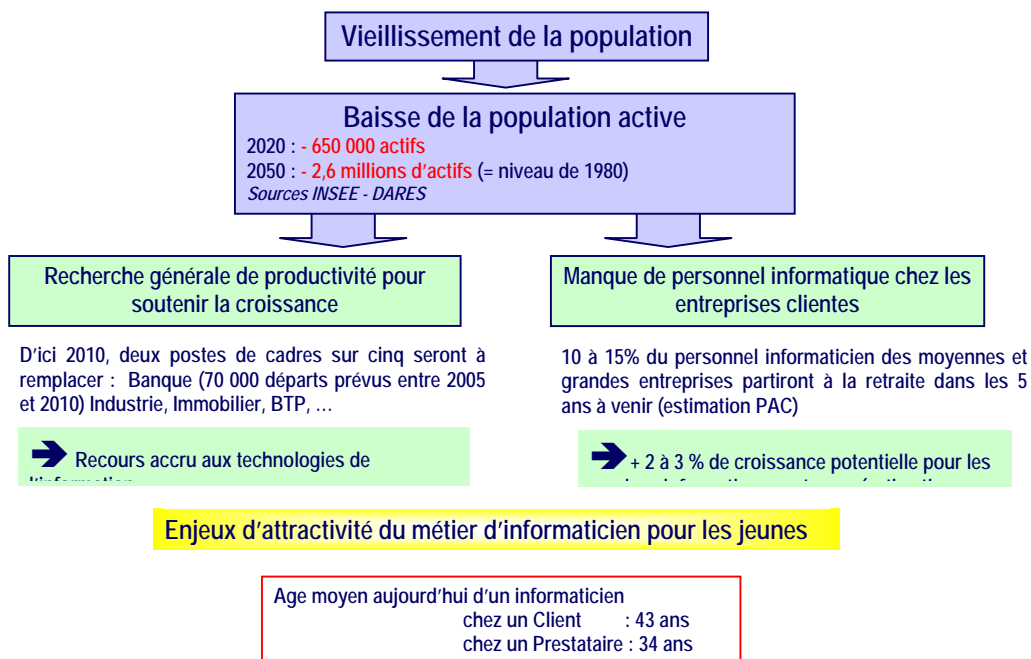 Vieillissement de la population
Baisse de la population active
2020 : - 650 000 actifs
2050 : - 2,6 millions d'actifs (= niveau de 1980)
Sources INSEE - DARES
Recherche générale de productivité pour
soutenir la croissance
D'ici 2010, deux postes de cadres sur cinq seront à
remplacer : Banque (70 000 départs prévus entre 2005
et 2010) Industrie, Immobilier, BTP, ...
➔ Recours accru aux technologies de
Manque de personnel informatique chez les
entreprises clientes
10 à 15% du personnel informaticien des moyennes et
grandes entreprises partiront à la retraite dans les 5
ans à venir (estimation PAC)
➔ + 2 à 3 % de croissance potentielle pour les
Enjeux d'attractivité du métier d'informaticien pour les jeunes
Age moyen aujourd'hui d'un informaticien
chez un Client : 43 ans
chez un Prestataire : 34 ans